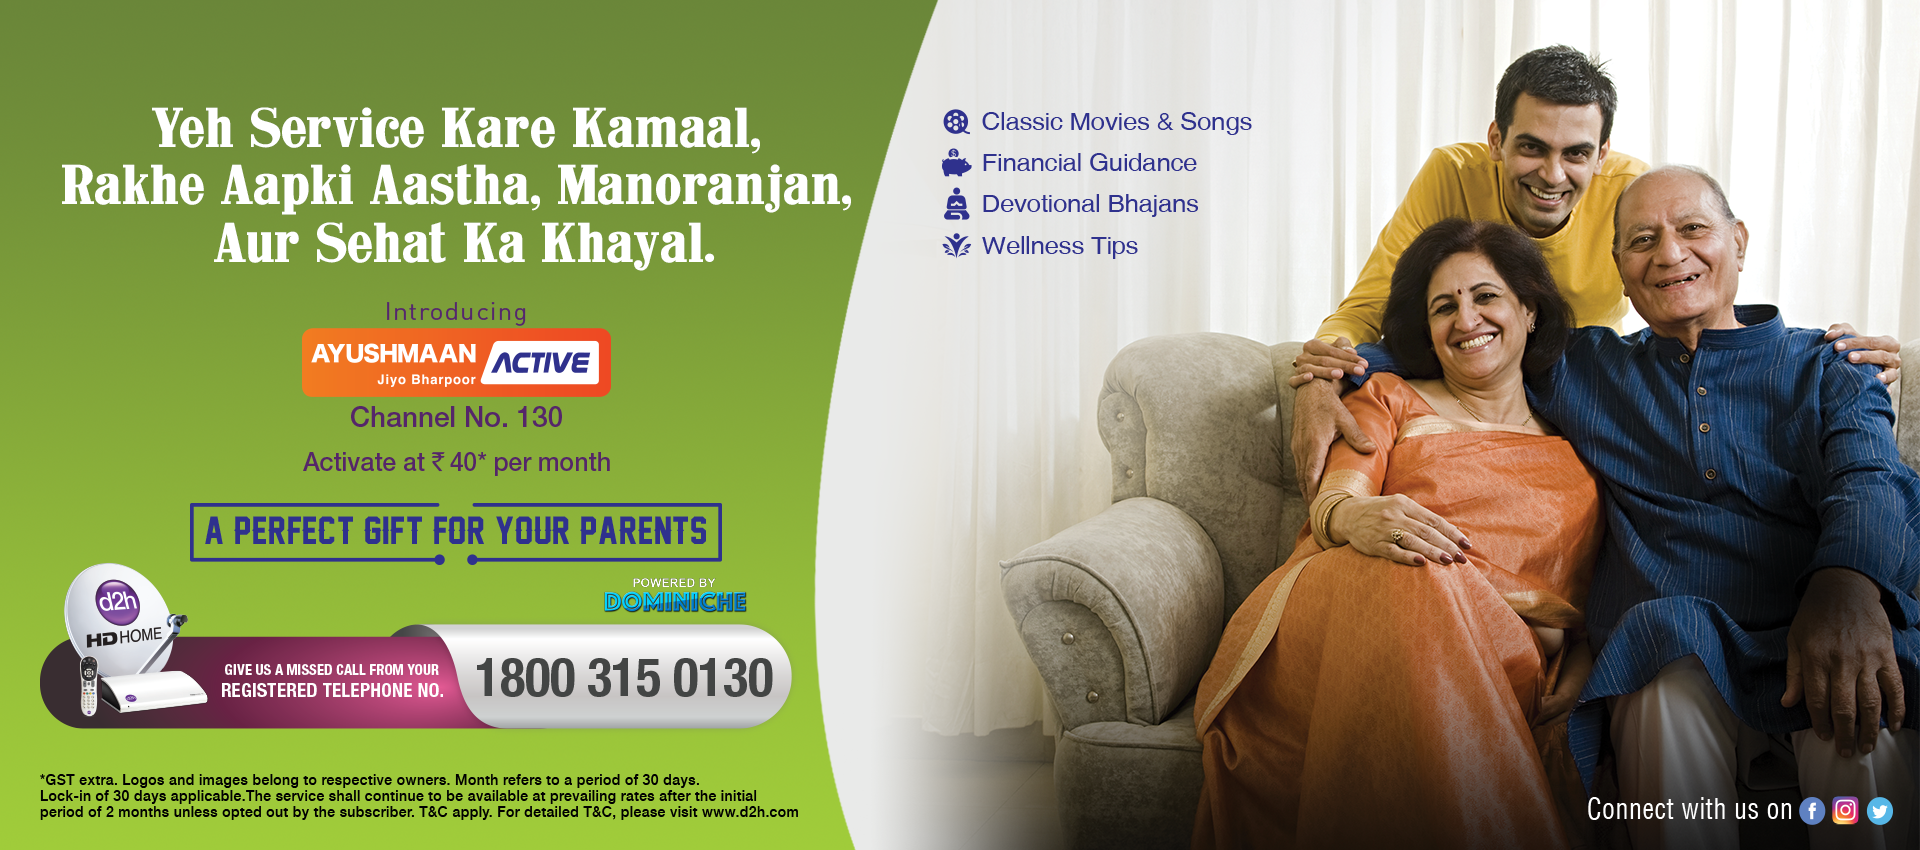 Yeh Service Kare Kamaal,
Rakhe Aapki Aastha, Manoranjan,
Aur Sehat Ka Khayal.
Introducing
AYUSHMAAN ACTIVE
Jiyo Bharpoor
Channel No. 130
Activate at ₹ 40* per month
A PERFECT GIFT FOR YOUR PARENTS
POWERED BY
DOMINICHE
d2h
HD HOME
GIVE US A MISSED CALL FROM YOUR
REGISTERED TELEPHONE NO.
1800 315 0130
*GST extra. Logos and images belong to respective owners. Month refers to a period of 30 days.
Lock-in of 30 days applicable.The service shall continue to be available at prevailing rates after the initial
period of 2 months unless opted out by the subscriber. T&C apply. For detailed T&C, please visit www.d2h.com
Classic Movies & Songs
Financial Guidance
Devotional Bhajans
Wellness Tips
Connect with us on